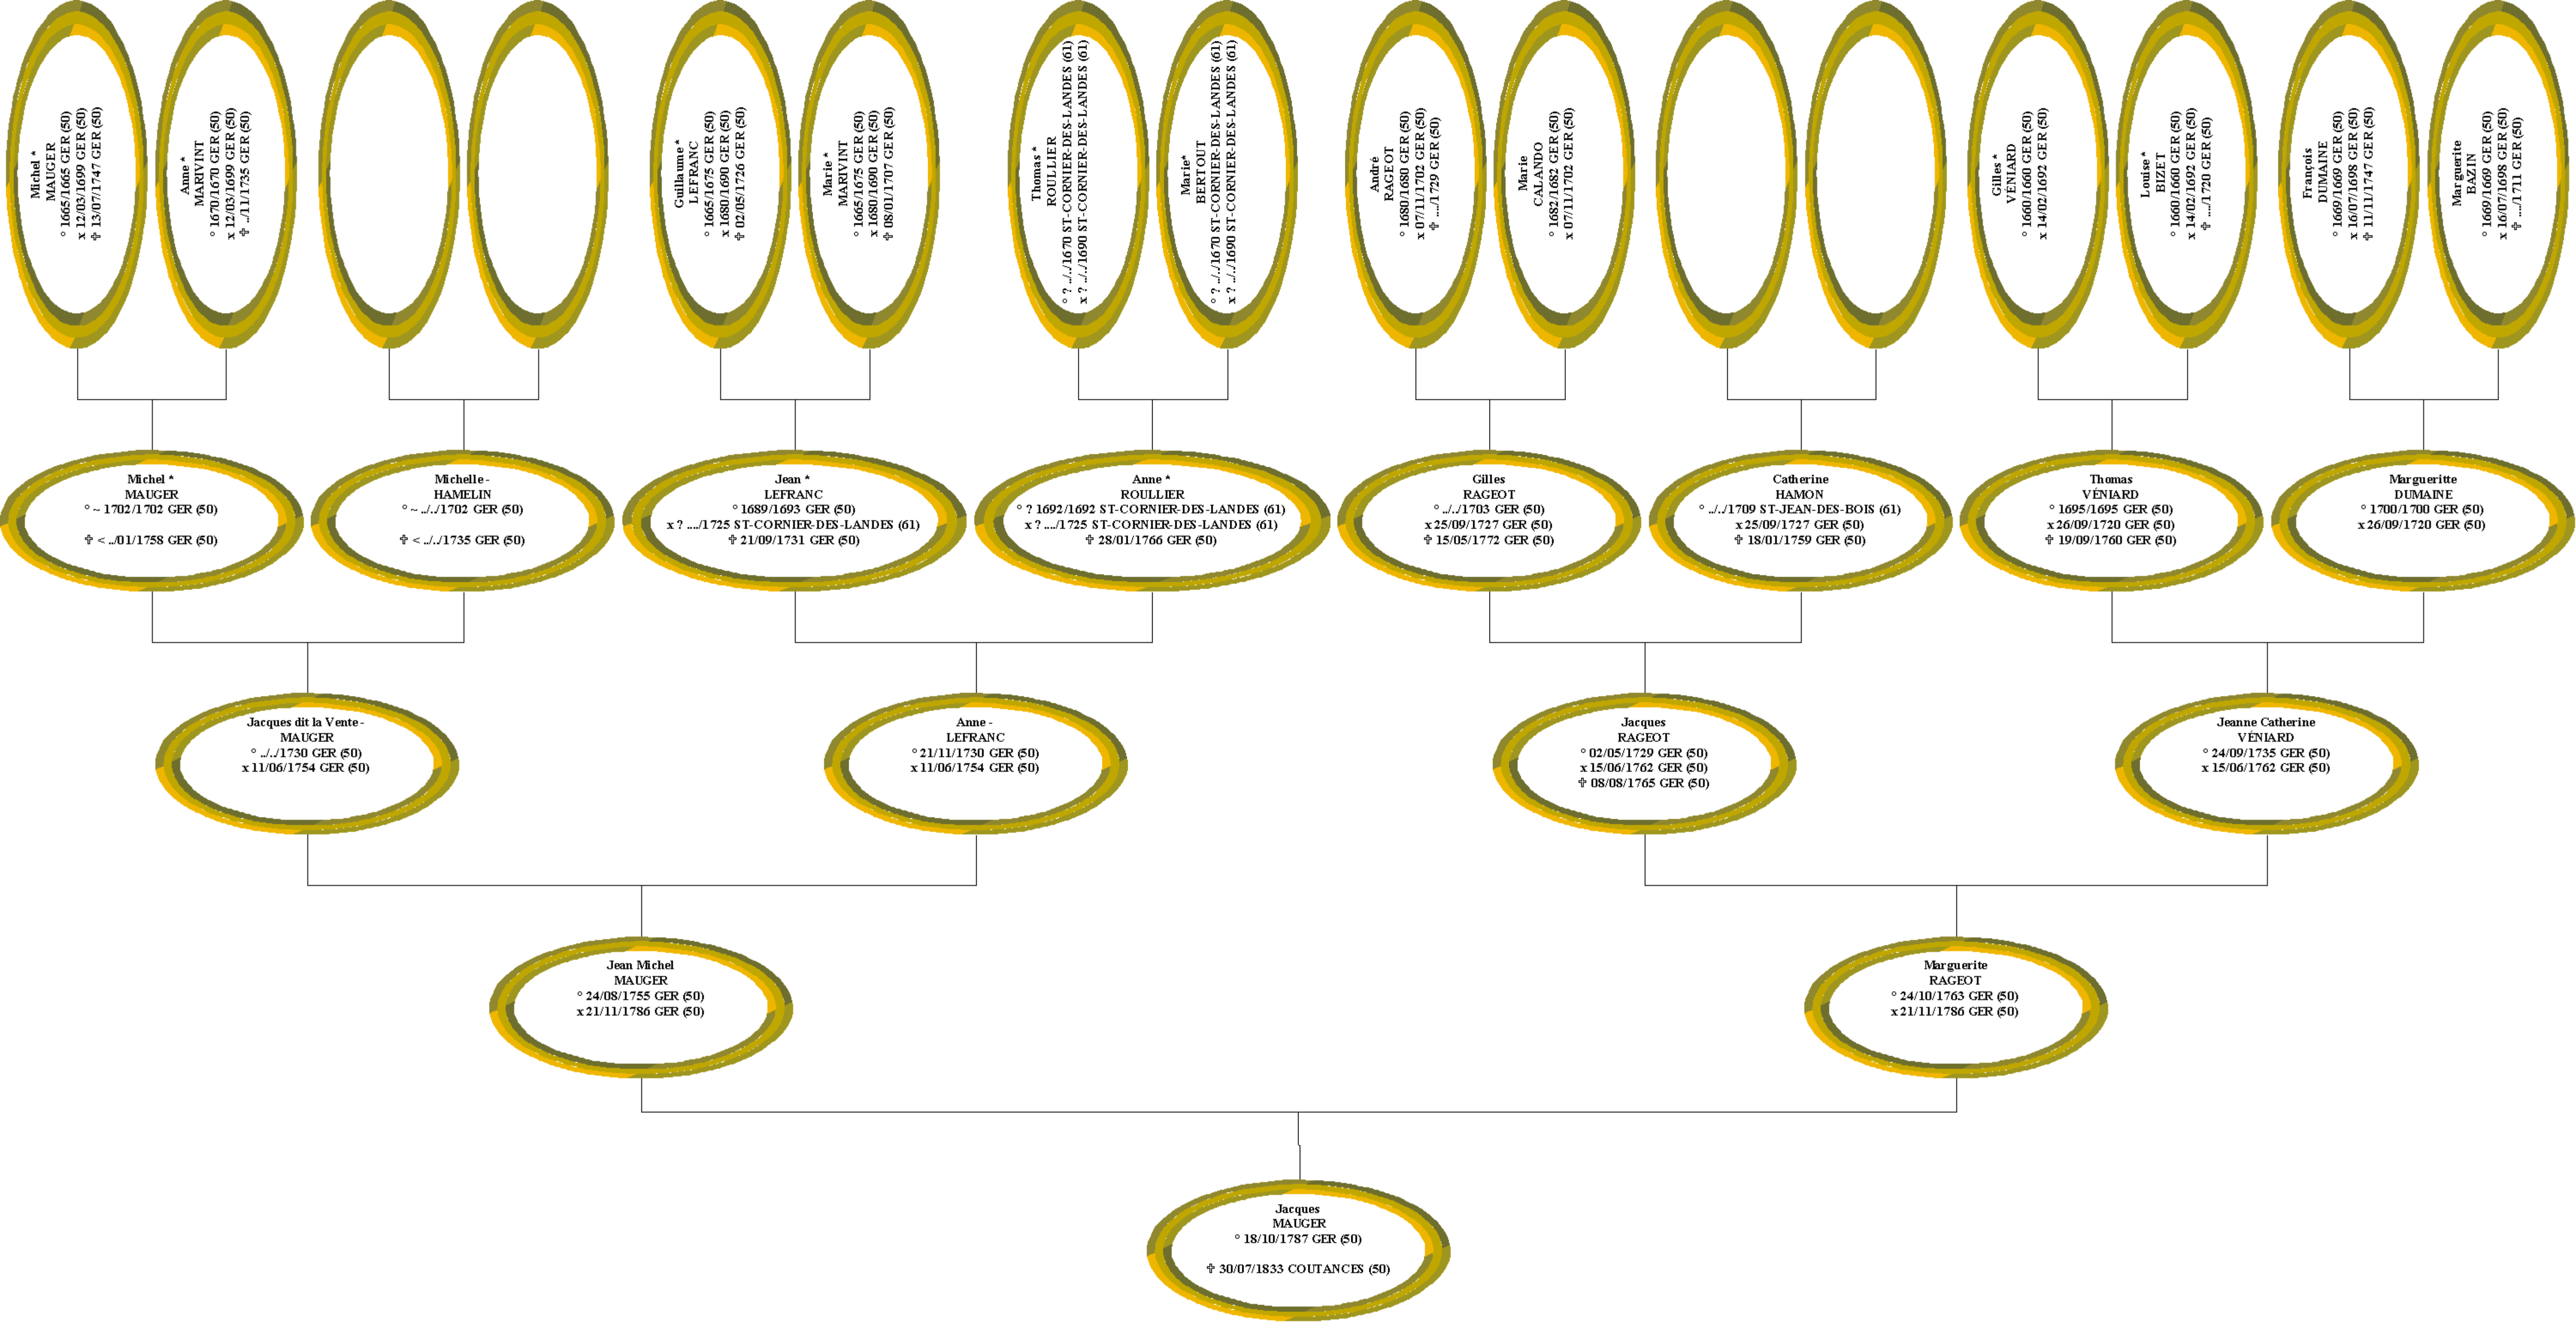 Michel *
MAUGER
° 1665/1665 GER (50)
x 12/03/1699 GER (50)
✞ 13/07/1747 GER (50)
Anne *
MARIVINT
° 1670/1670 GER (50)
x 12/03/1699 GER (50)
✞ ../11/1735 GER (50)
Guillaume *
LEFRANC
° 1665/1675 GER (50)
x 1680/1690 GER (50)
✞ 02/05/1726 GER (50)
Marie *
MARIVINT
° 1665/1675 GER (50)
x 1680/1690 GER (50)
✞ 08/01/1707 GER (50)
Thomas *
ROULLIER
° ? ../../1670 ST-CORNIER-DES-LANDES (61)
x ? ../../1690 ST-CORNIER-DES-LANDES (61)
Marie*
BERTOUT
° ? ../../1670 ST-CORNIER-DES-LANDES (61)
x ? ../../1690 ST-CORNIER-DES-LANDES (61)
André
RAGEOT
° 1680/1680 GER (50)
x 07/11/1702 GER (50)
✞ ..../1729 GER (50)
Marie
CALANDO
° 1682/1682 GER (50)
x 07/11/1702 GER (50)
Gilles *
VÉNIARD
° 1660/1660 GER (50)
x 14/02/1692 GER (50)
Louise *
BIZET
° 1660/1660 GER (50)
x 14/02/1692 GER (50)
✞ ..../1720 GER (50)
François
DUMAINE
° 1669/1669 GER (50)
x 16/07/1698 GER (50)
✞ 11/11/1747 GER (50)
Marguerite
BAZIN
° 1669/1669 GER (50)
x 16/07/1698 GER (50)
✞ ..../1711 GER (50)
Michel *
MAUGER
° ~ 1702/1702 GER (50)
✞ < ../01/1758 GER (50)
Michelle -
HAMELIN
° ~ ../../1702 GER (50)
✞ < ../../1735 GER (50)
Jean *
LEFRANC
° 1689/1693 GER (50)
x ? ..../1725 ST-CORNIER-DES-LANDES (61)
✞ 21/09/1731 GER (50)
Anne *
ROULLIER
° ? 1692/1692 ST-CORNIER-DES-LANDES (61)
x ? ..../1725 ST-CORNIER-DES-LANDES (61)
✞ 28/01/1766 GER (50)
Gilles
RAGEOT
° ../../1703 GER (50)
x 25/09/1727 GER (50)
✞ 15/05/1772 GER (50)
Catherine
HAMON
° ../../1709 ST-JEAN-DES-BOIS (61)
x 25/09/1727 GER (50)
✞ 18/01/1759 GER (50)
Thomas
VÉNIARD
° 1695/1695 GER (50)
x 26/09/1720 GER (50)
✞ 19/09/1760 GER (50)
Margueritte
DUMAINE
° 1700/1700 GER (50)
x 26/09/1720 GER (50)
Jacques dit la Vente -
MAUGER
° ../../1730 GER (50)
x 11/06/1754 GER (50)
Anne -
LEFRANC
° 21/11/1730 GER (50)
x 11/06/1754 GER (50)
Jacques
RAGEOT
° 02/05/1729 GER (50)
x 15/06/1762 GER (50)
✞ 08/08/1765 GER (50)
Jeanne Catherine
VÉNIARD
° 24/09/1735 GER (50)
x 15/06/1762 GER (50)
Jean Michel
MAUGER
° 24/08/1755 GER (50)
x 21/11/1786 GER (50)
Marguerite
RAGEOT
° 24/10/1763 GER (50)
x 21/11/1786 GER (50)
Jacques
MAUGER
° 18/10/1787 GER (50)
✞ 30/07/1833 COUTANCES (50)